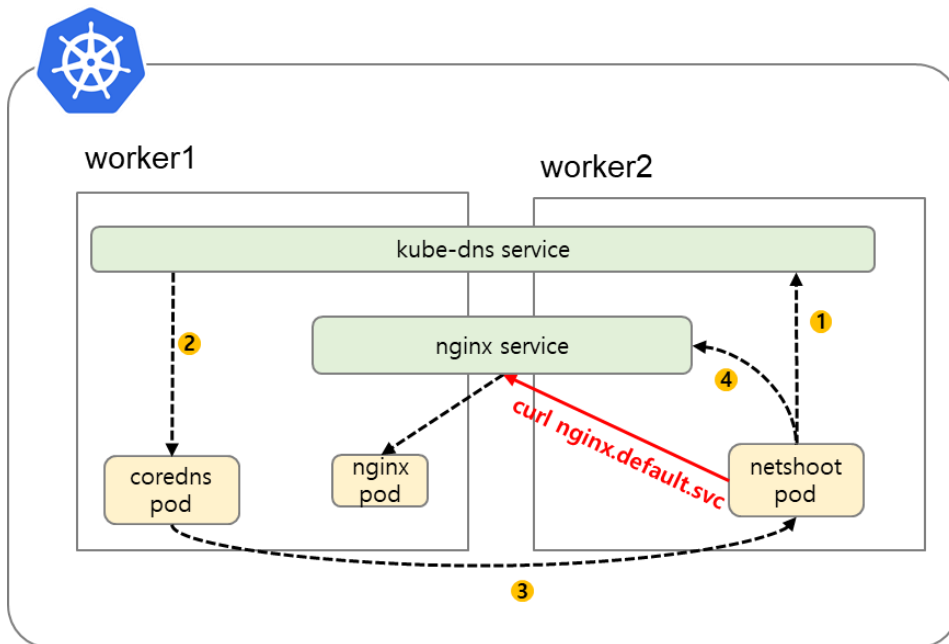 worker1
worker2
kube-dns service
1
2
nginx service
4
curl nginx.default.svc
coredns
pod
nginx
pod
netshoot
pod
3